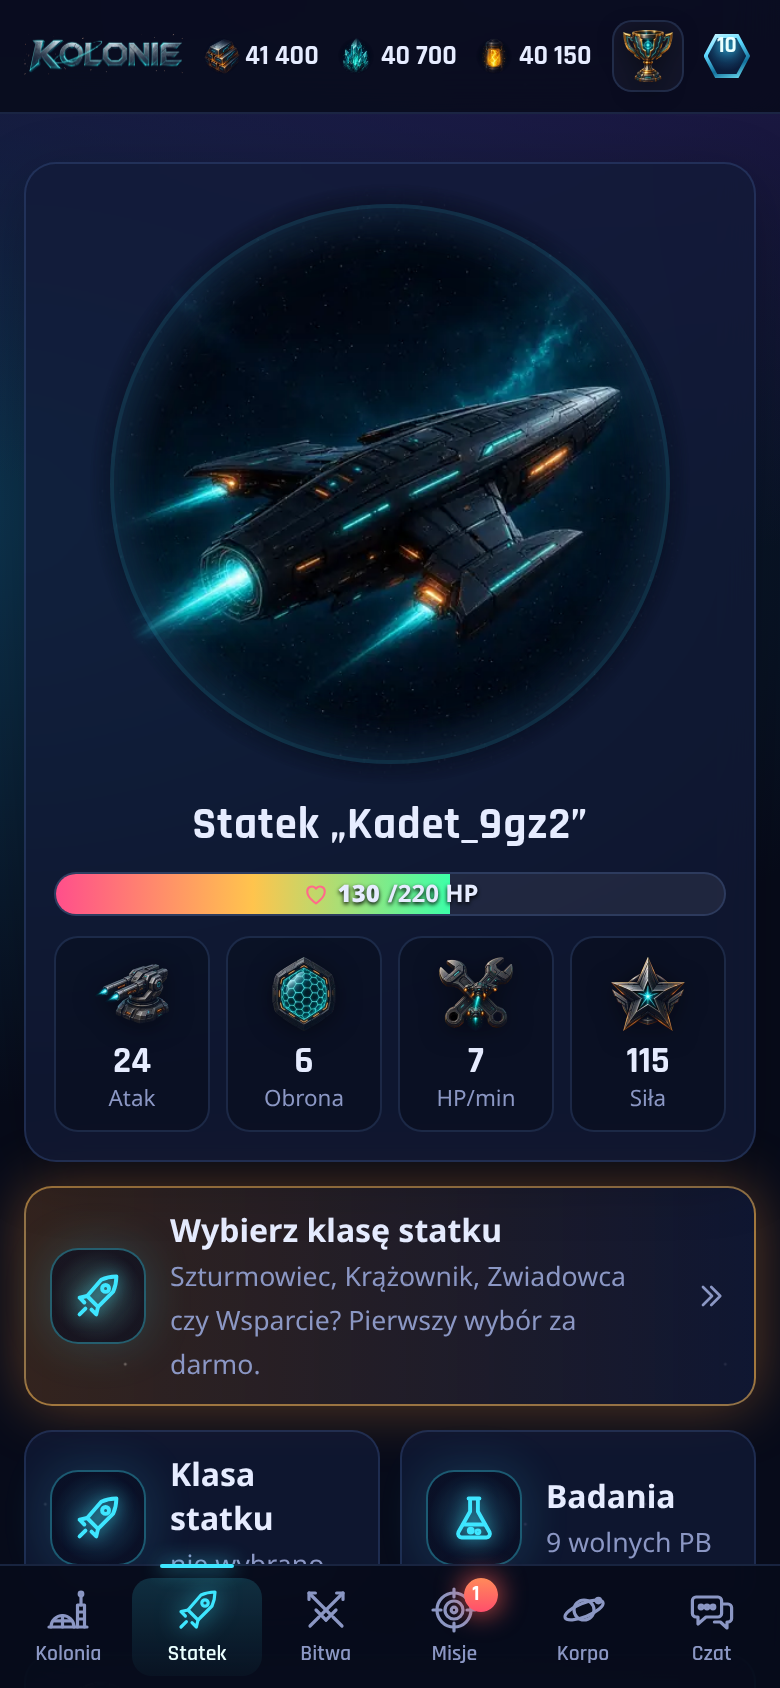 KOLONIE 41 400 40 700 40 150 10
Statek „Kadet_9gz2”
130 /220 HP
24 6 7 115
Atak Obrona HP/min Siła
Wybierz klasę statku
Szturmowiec, Krążownik, Zwiadowca
czy Wsparcie? Pierwszy wybór za
darmo.
Klasa
statku
nie wybrano
Badania
9 wolnych PB
1
Kolonia Statek Bitwa Misje Korpo Czat